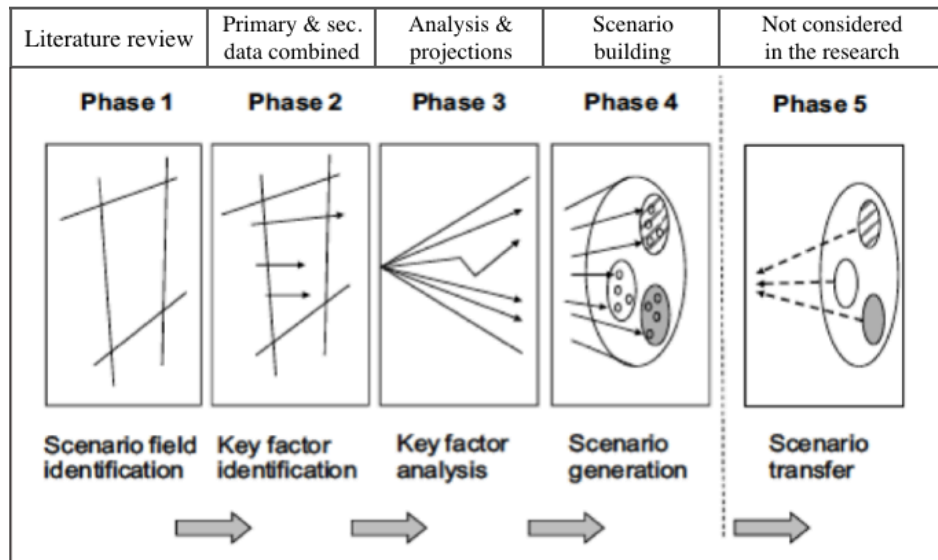 Literature review
Primary & sec.
data combined
Analysis &
projections
Scenario
building
Not considered
in the research
Phase 1
Phase 2
Phase 3
Phase 4
Phase 5
Scenario field
identification
Key factor
identification
Key factor
analysis
Scenario
generation
Scenario
transfer